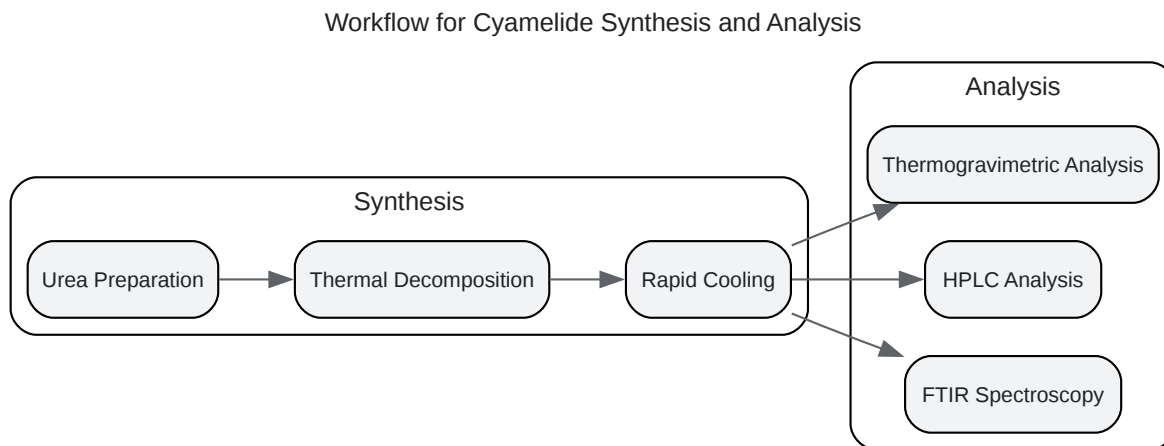 Workflow for Cyamelide Synthesis and Analysis
Synthesis
Urea Preparation
Thermal Decomposition
Rapid Cooling
Analysis
Thermogravimetric Analysis
HPLC Analysis
FTIR Spectroscopy